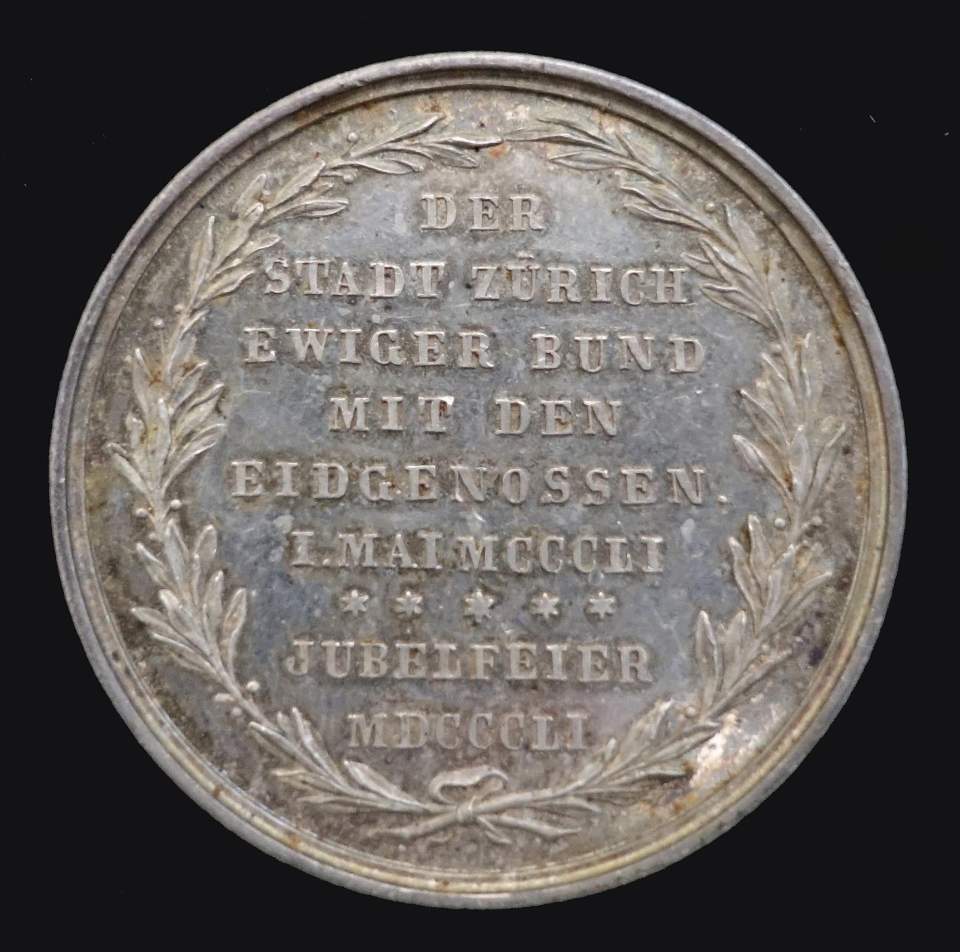 DER
STADT ZÜRICH
EWIGER BUND
MIT DEN
EIDGENOSSEN.
I. MAI MCCCLI
* * * * *
JUBELFEIER
MDCCCLI